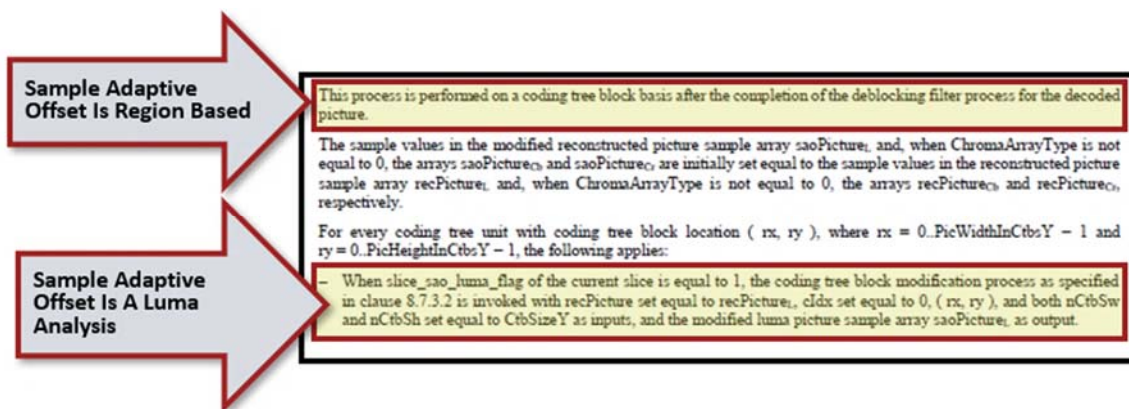 Sample Adaptive
Offset Is Region Based
This process is performed on a coding tree block basis after the completion of the deblocking filter process for the decoded
picture.
The sample values in the modified reconstructed picture sample array saoPictureL and, when ChromaArrayType is not
equal to 0, the arrays saoPictureCb and saoPictureCr are initially set equal to the sample values in the reconstructed picture
sample array recPictureL and, when ChromaArrayType is not equal to 0, the arrays recPictureCb and recPictureCr,
respectively.
For every coding tree unit with coding tree block location ( rx, ry ), where rx = 0..PicWidthInCtbsY − 1 and
ry = 0..PicHeightInCtbsY − 1, the following applies:
Sample Adaptive
Offset Is A Luma
Analysis
– When slice_sao_luma_flag of the current slice is equal to 1, the coding tree block modification process as specified
in clause 8.7.3.2 is invoked with recPicture set equal to recPictureL, cIdx set equal to 0, ( rx, ry ), and both nCtbSw
and nCtbSh set equal to CtbSizeY as inputs, and the modified luma picture sample array saoPictureL as output.